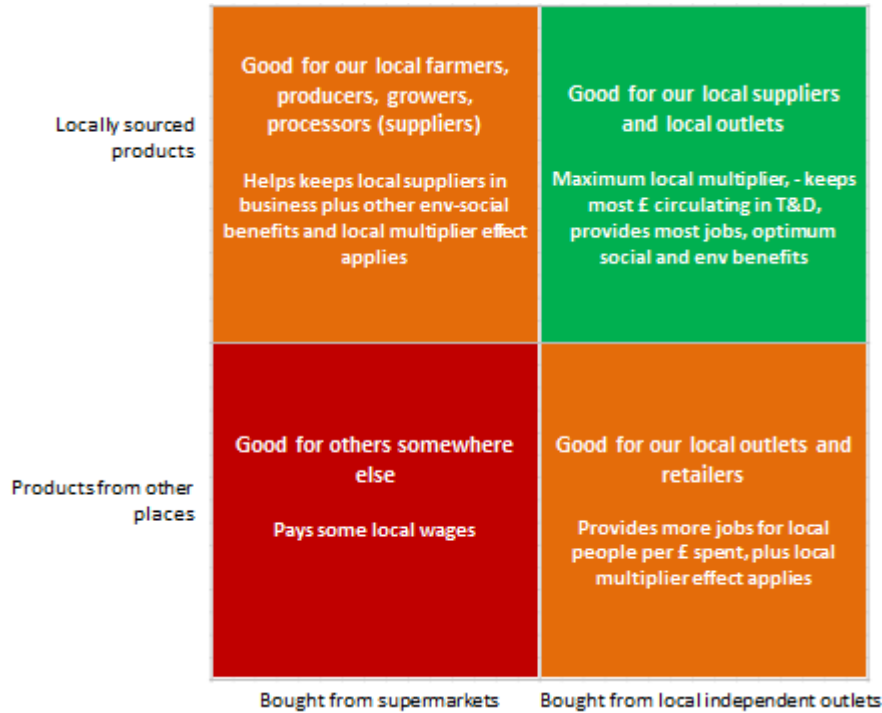 Locally sourced
products
Good for our local farmers,
producers, growers,
processors (suppliers)
Helps keeps local suppliers in
business plus other env-social
benefits and local multiplier effect
applies
Good for our local suppliers
and local outlets
Maximum local multiplier, - keeps
most £ circulating in T&D,
provides most jobs, optimum
social and env benefits
Products from other
places
Good for others somewhere
else
Pays some local wages
Good for our local outlets and
retailers
Provides more jobs for local
people per £ spent, plus local
multiplier effect applies
Bought from supermarkets
Bought from local independent outlets